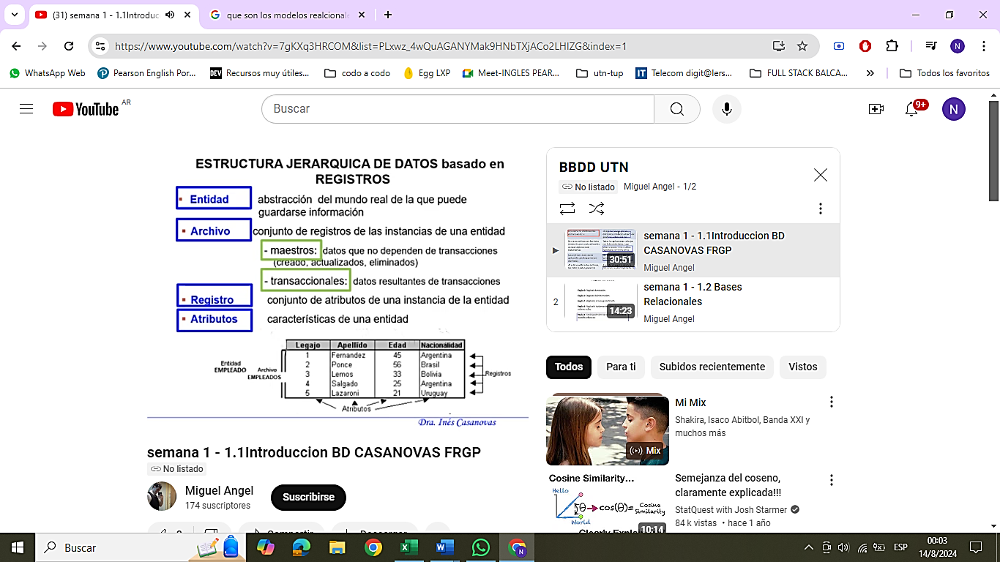 (31) semana 1 - 1.1Introducc
que son los modelos realcionale
https://www.youtube.com/watch?v=7gKXq3HRCOM&list=PLxwz_4wQuAGANYMak9HNbTXjACo2LHIZG&index=1
N
WhatsApp Web
Pearson English Por...
DEV Recursos muy útiles...
codo a codo
Egg LXP
Meet-INGLES PEAR...
utn-tup
IT Telecom digit@lers...
FULL STACK BALCA...
Todos los favoritos
YouTube AR
Buscar
9+
N
ESTRUCTURA JERARQUICA DE DATOS basado en
REGISTROS
Entidad abstracción del mundo real de la que puede
guardarse información
Archivo conjunto de registros de las instancias de una entidad
- maestros: datos que no dependen de transacciones
(creado, actualizados, eliminados)
- transaccionales: datos resultantes de transacciones
Registro conjunto de atributos de una instancia de la entidad
Atributos características de una entidad
Legajo Apellido Edad Nacionalidad
1 Fernandez 45 Argentina
2 Ponce 56 Brasil
3 Lemos 33 Bolivia
4 Salgado 25 Argentina
5 Lazaroni 21 Uruguay
Entidad
EMPLEADO
Archivo
EMPLEADOS
Registros
Atributos
Dra. Inés Casanovas
semana 1 - 1.1Introduccion BD CASANOVAS FRGP
No listado
Miguel Angel
174 suscriptores
Suscribirse
BBDD UTN
No listado Miguel Angel - 1/2
30:51
semana 1 - 1.1Introduccion BD
CASANOVAS FRGP
Miguel Angel
2
14:23
semana 1 - 1.2 Bases
Relacionales
Miguel Angel
Todos
Para ti
Subidos recientemente
Vistos
Mix
Mi Mix
Shakira, Isaco Abitbol, Banda XXI y
muchos más
Cosine Similarity...
Hello
World
θ → cos(θ)= Cosine
Similarity
10:14
Semejanza del coseno,
claramente explicada!!!
StatQuest with Josh Starmer
84 k vistas • hace 1 año
Buscar
ESP
00:03
14/8/2024